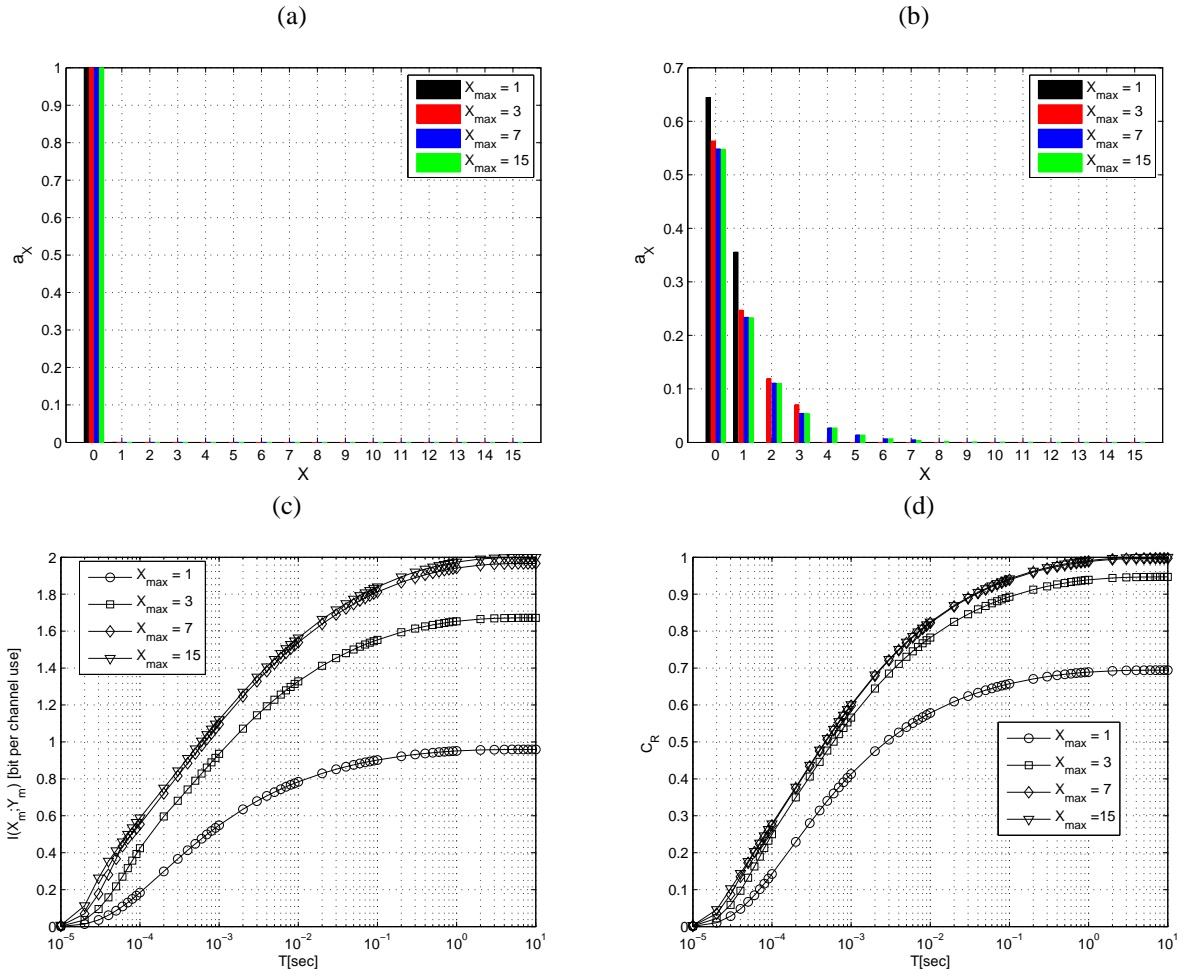 (a)
(b)
1
0.9
0.8
0.7
0.6
0.5
0.4
0.3
0.2
0.1
0
a_X
0 1 2 3 4 5 6 7 8 9 10 11 12 13 14 15
X
X_max = 1
X_max = 3
X_max = 7
X_max = 15
0.7
0.6
0.5
0.4
0.3
0.2
0.1
0
a_X
0 1 2 3 4 5 6 7 8 9 10 11 12 13 14 15
X
X_max = 1
X_max = 3
X_max = 7
X_max = 15
(c)
(d)
2
1.8
1.6
1.4
1.2
1
0.8
0.6
0.4
0.2
0
I(X_m;Y_m) [bit per channel use]
10^−5 10^−4 10^−3 10^−2 10^−1 10^0 10^1
T[sec]
X_max = 1
X_max = 3
X_max = 7
X_max = 15
1
0.9
0.8
0.7
0.6
0.5
0.4
0.3
0.2
0.1
0
C_R
10^−5 10^−4 10^−3 10^−2 10^−1 10^0 10^1
T[sec]
X_max = 1
X_max = 3
X_max = 7
X_max =15